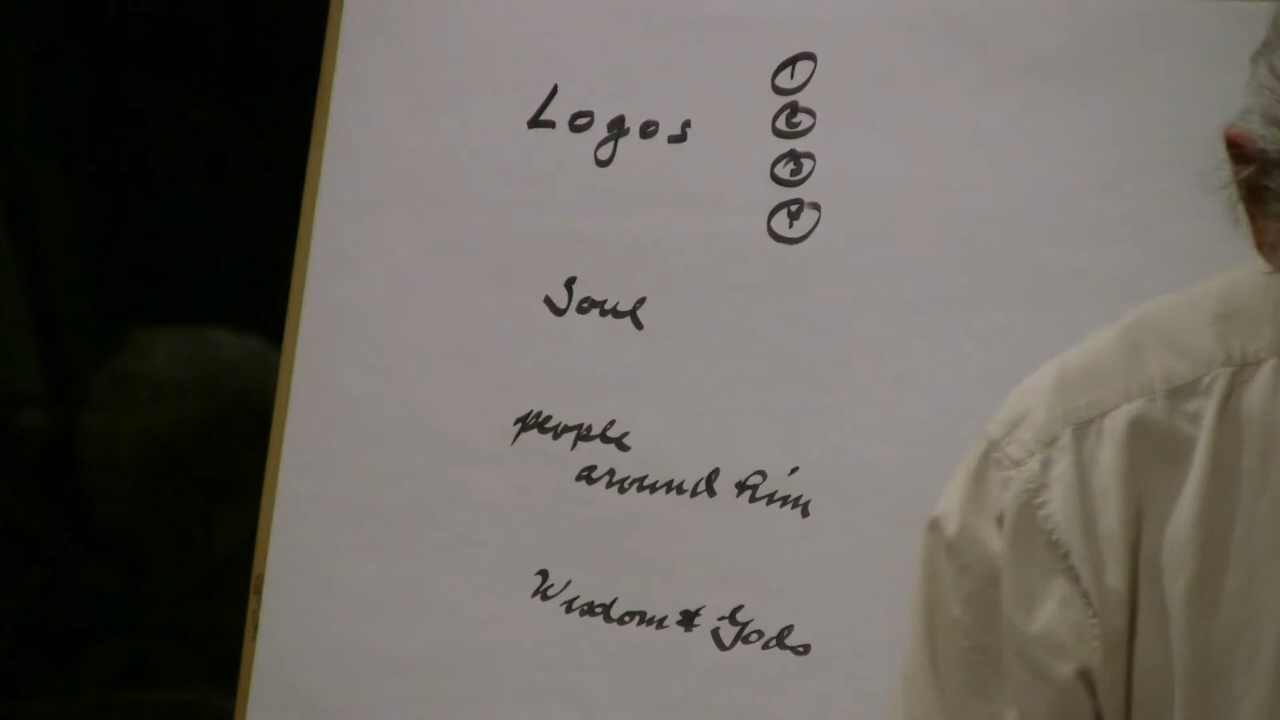 Logos
①
②
③
④
Soul
people
around him
Wisdom & Gods